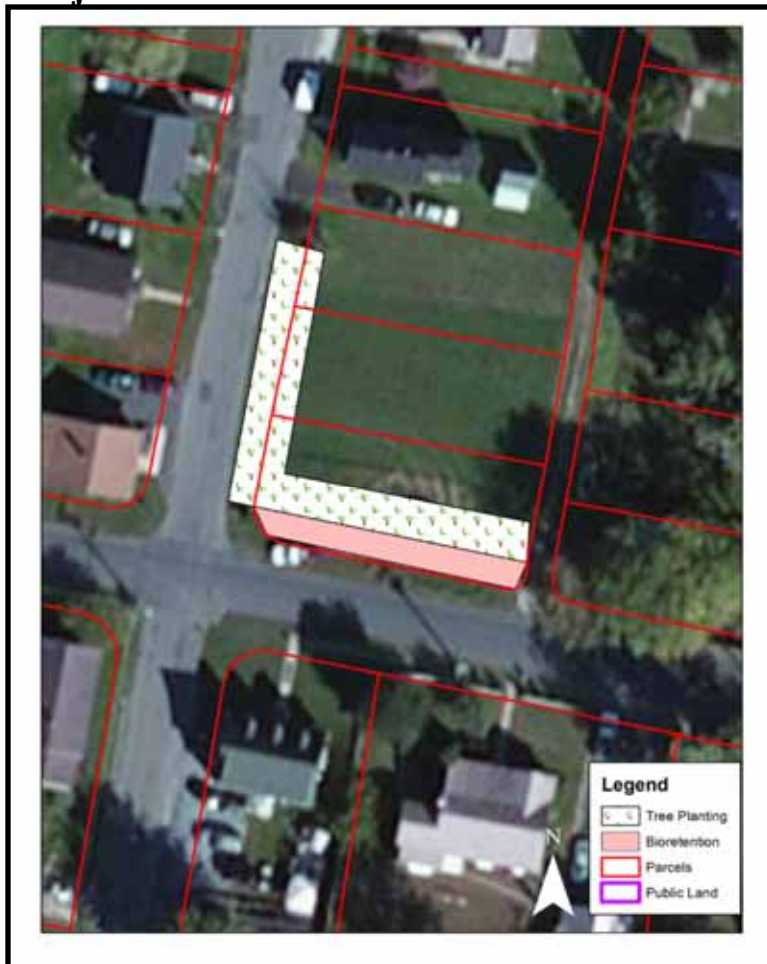 Legend
Tree Planting
Bioretention
Parcels
Public Land
N